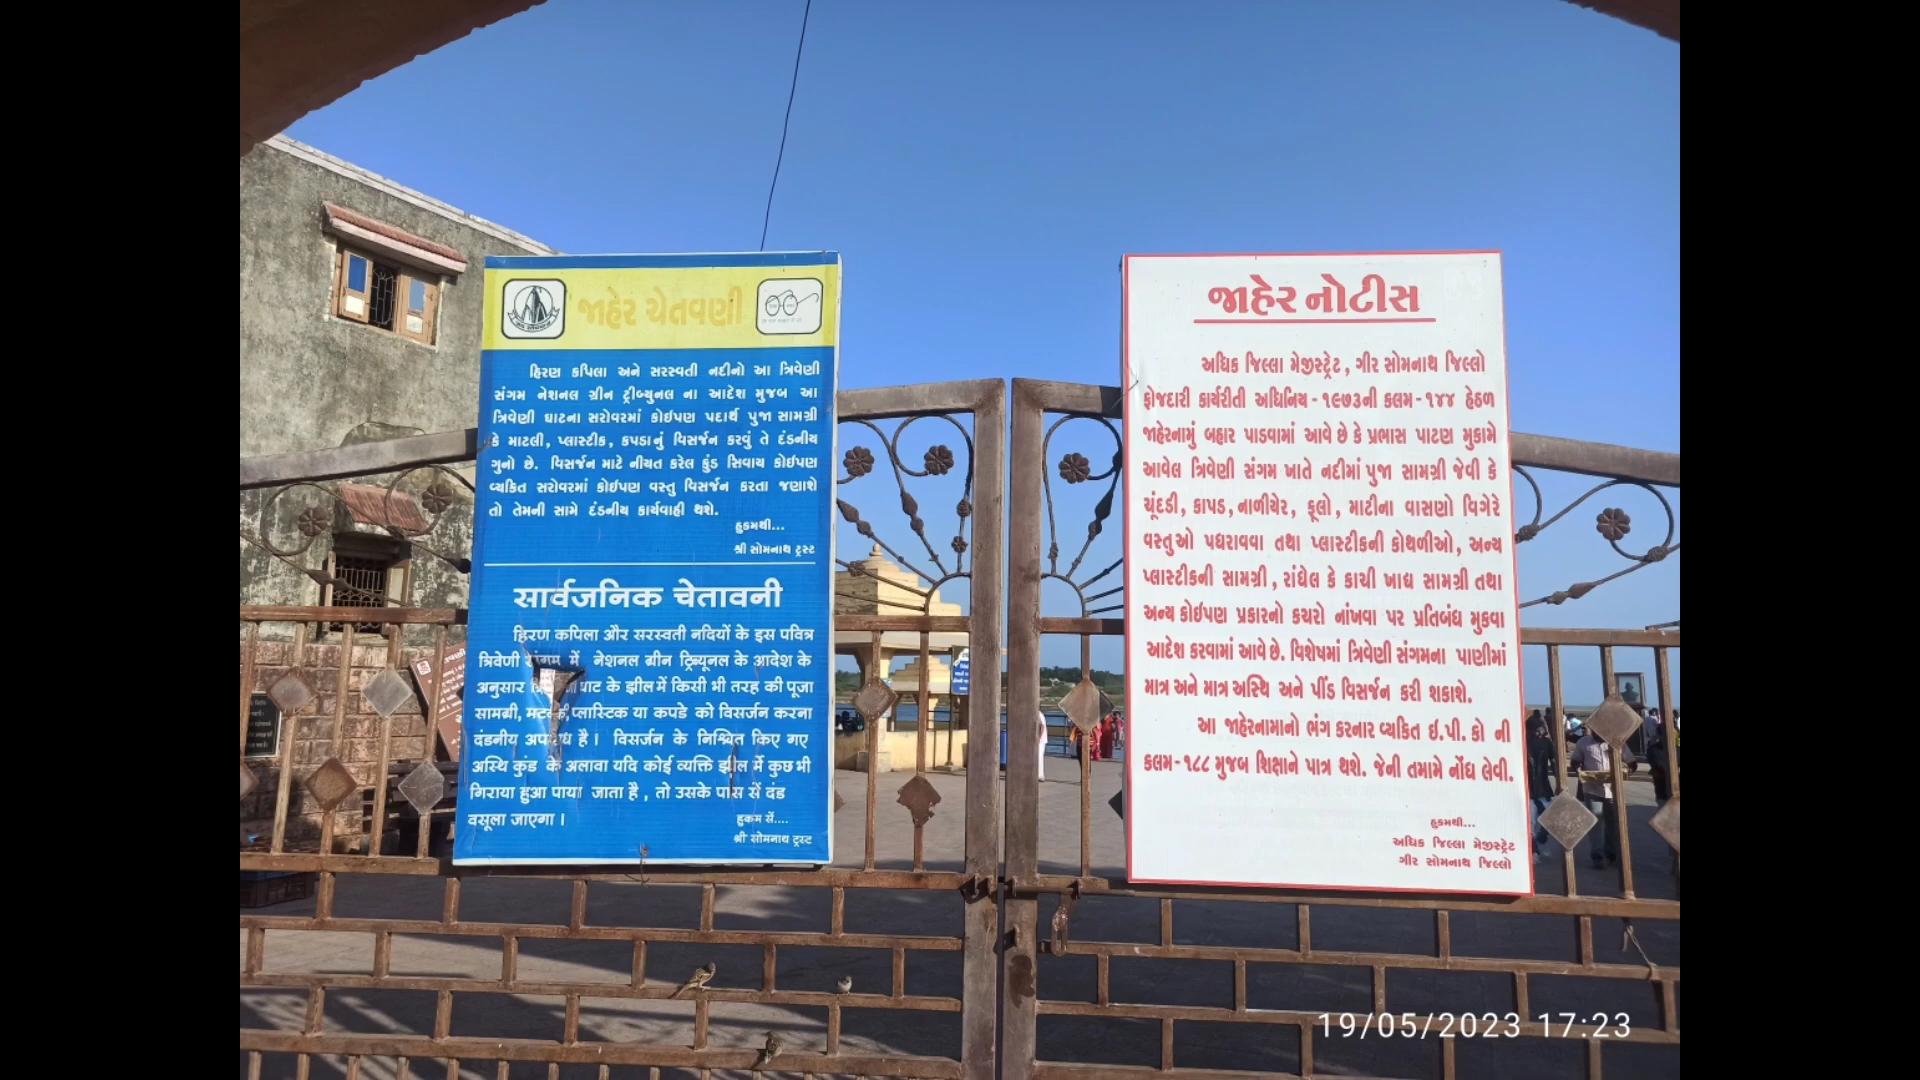 જાહેર ચેતવણી
હિરણ કપિલા અને સરસ્વતી નદીનો આ ત્રિવેણી
સંગમ નેશનલ ગ્રીન ટ્રીબ્યુનલ ના આદેશ મુજબ આ
ત્રિવેણી ઘાટના સરોવરમાં કોઈપણ પદાર્થ પુજા સામગ્રી
કે માટલી, પ્લાસ્ટીક, કપડાનું વિસર્જન કરવું તે દંડનીય
ગુનો છે. વિસર્જન માટે નીયત કરેલ કુંડ સિવાય કોઈપણ
વ્યકિત સરોવરમાં કોઈપણ વસ્તુ વિસર્જન કરતા જણાશે
તો તેમની સામે દંડનીય કાર્યવાહી થશે.
હુકમથી...
શ્રી સોમનાથ ટ્રસ્ટ
सार्वजनिक चेतावनी
हिरण कपिला और सरस्वती नदियों के इस पवित्र
त्रिवेणी संगम में नेशनल ग्रीन ट्रिब्यूनल के आदेश के
अनुसार घाट के झील में किसी भी तरह की पूजा
सामग्री, प्लास्टिक या कपडे को विसर्जन करना
दंडनीय अपराध है। विसर्जन के निश्चित किए गए
अस्थि कुंड के अलावा यदि कोई व्यक्ति झील में कुछ भी
गिराया हुआ पाया जाता है, तो उसके पास सें दंड
वसूला जाएगा।
हुकम सें....
श्री सोमनाथ ट्रस्ट
જાહેર નોટીસ
અધિક જિલ્લા મેજીસ્ટ્રેટ, ગીર સોમનાથ જિલ્લો
ફોજદારી કાર્યરીતી અધિનિય - ૧૯૭૩ની કલમ - ૧૪૪ હેઠળ
જાહેરનામું બહાર પાડવામાં આવે છે કે પ્રભાસ પાટણ મુકામે
આવેલ ત્રિવેણી સંગમ ખાતે નદીમાં પુજા સામગ્રી જેવી કે
ચૂંદડી, કાપડ, નાળીયેર, ફૂલો, માટીના વાસણો વિગેરે
વસ્તુઓ પધરાવવા તથા પ્લાસ્ટીકની કોથળીઓ, અન્ય
પ્લાસ્ટીકની સામગ્રી, રાંધેલ કે કાચી ખાદ્ય સામગ્રી તથા
અન્ય કોઈપણ પ્રકારનો કચરો નાંખવા પર પ્રતિબંધ મુકવા
આદેશ કરવામાં આવે છે. વિશેષમાં ત્રિવેણી સંગમના પાણીમાં
માત્ર અને માત્ર અસ્થિ અને પીંડ વિસર્જન કરી શકાશે.
આ જાહેરનામાનો ભંગ કરનાર વ્યકિત ઇ.પી. કો ની
કલમ - ૧૮૮ મુજબ શિક્ષાને પાત્ર થશે. જેની તમામે નોંધ લેવી.
હુકમથી...
અધિક જિલ્લા મેજીસ્ટ્રેટ
ગીર સોમનાથ જિલ્લો
19/05/2023 17:23